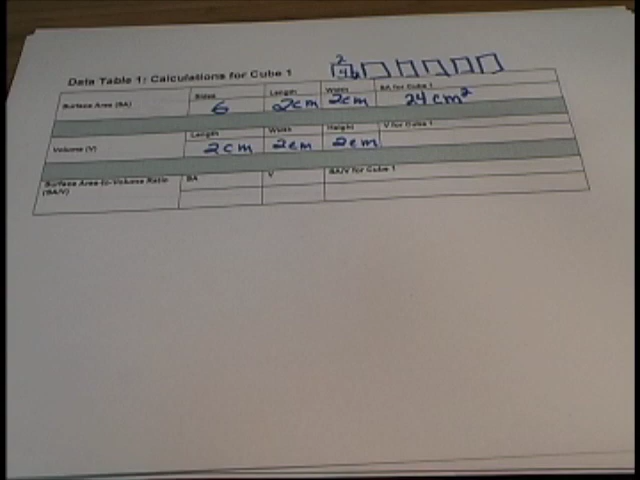 2
Data Table 1: Calculations for Cube 1
4
Sides Length Width SA for Cube 1
Surface Area (SA) 6 2cm 2cm 24 cm²
Length Width Height V for Cube 1
Volume (V) 2cm 2cm 2cm
Surface Area-to-Volume Ratio SA V SA/V for Cube 1
(SA/V)